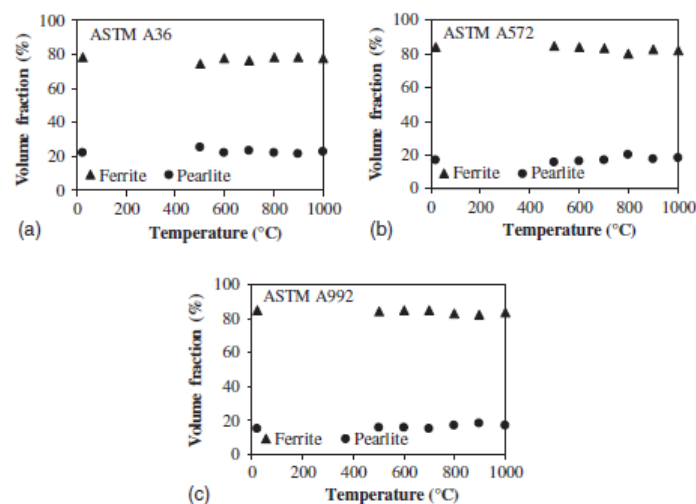 ASTM A36
Volume fraction (%)
100
80
60
40
20
0
Ferrite Pearlite
0 200 400 600 800 1000
(a)
Temperature (°C)
ASTM A572
Volume fraction (%)
100
80
60
40
20
0
Ferrite Pearlite
0 200 400 600 800 1000
(b)
Temperature (°C)
ASTM A992
Volume fraction (%)
100
80
60
40
20
0
Ferrite Pearlite
0 200 400 600 800 1000
(c)
Temperature (°C)